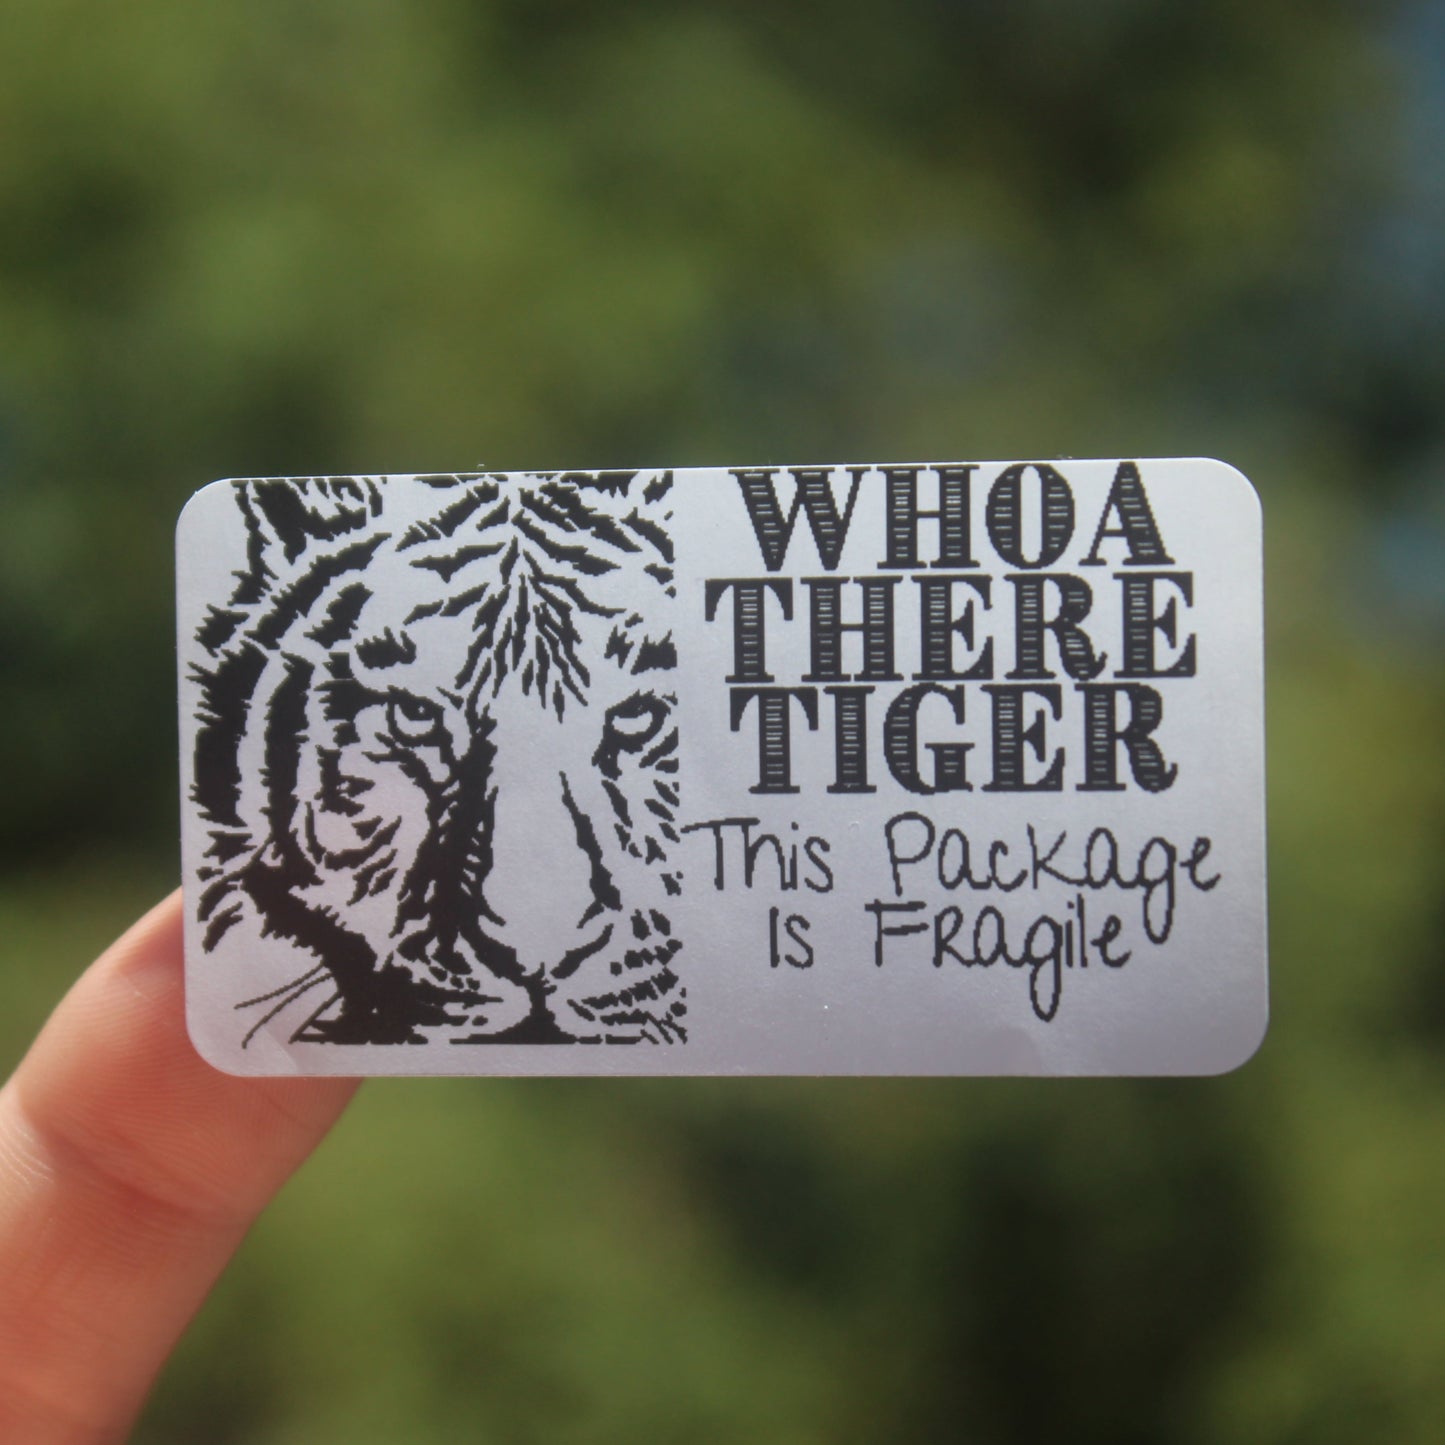 WHOA
THERE
TIGER
This Package
Is Fragile